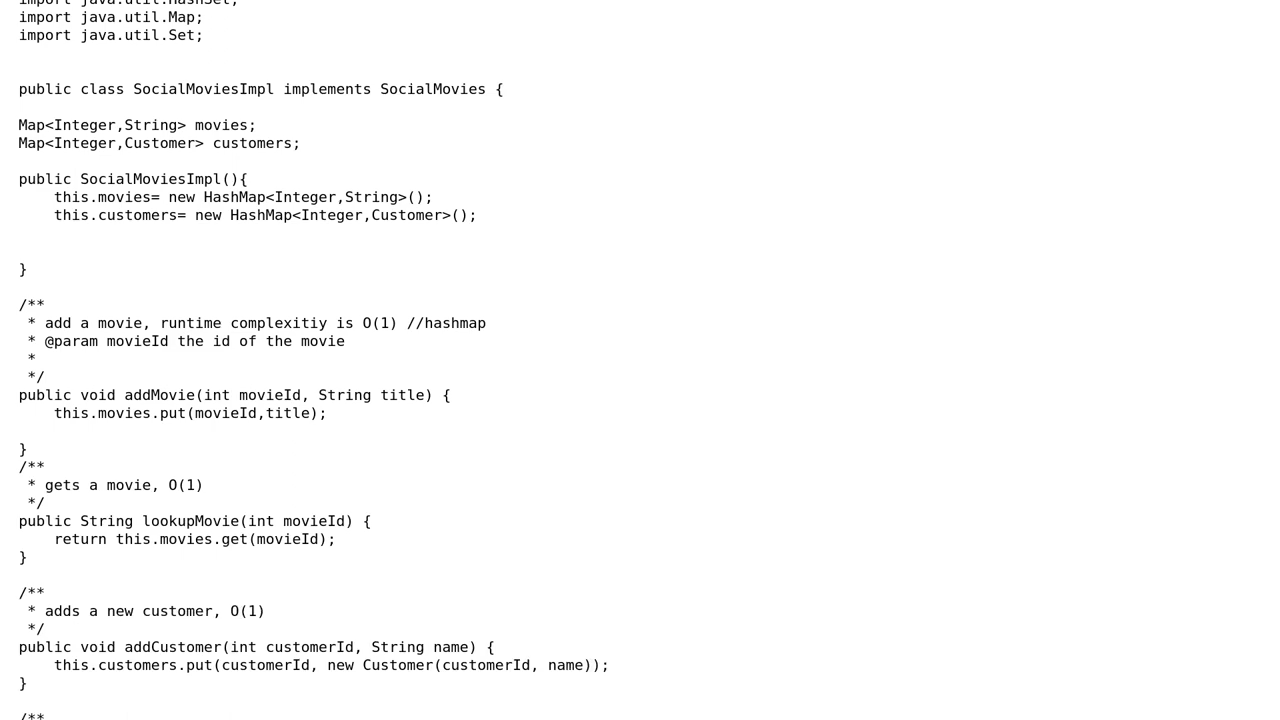 import java.util.HashSet;
import java.util.Map;
import java.util.Set;
public class SocialMoviesImpl implements SocialMovies {
Map<Integer,String> movies;
Map<Integer,Customer> customers;
public SocialMoviesImpl(){
this.movies= new HashMap<Integer,String>();
this.customers= new HashMap<Integer,Customer>();
}
/**
* add a movie, runtime complexitiy is O(1) //hashmap
* @param movieId the id of the movie
*
*/
public void addMovie(int movieId, String title) {
this.movies.put(movieId,title);
}
/**
* gets a movie, O(1)
*/
public String lookupMovie(int movieId) {
return this.movies.get(movieId);
}
/**
* adds a new customer, O(1)
*/
public void addCustomer(int customerId, String name) {
this.customers.put(customerId, new Customer(customerId, name));
}
/**